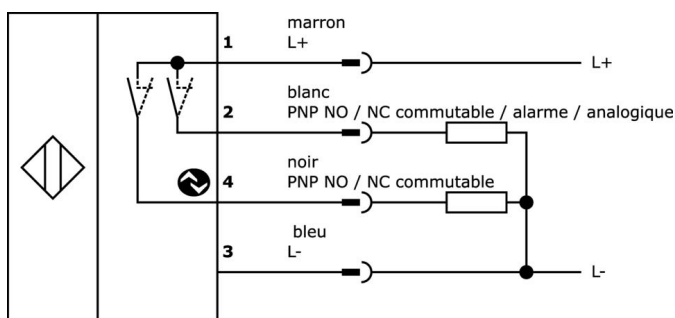 marron
1 L+
L+
blanc
2 PNP NO / NC commutable / alarme / analogique
noir
4 PNP NO / NC commutable
bleu
3 L-
L-